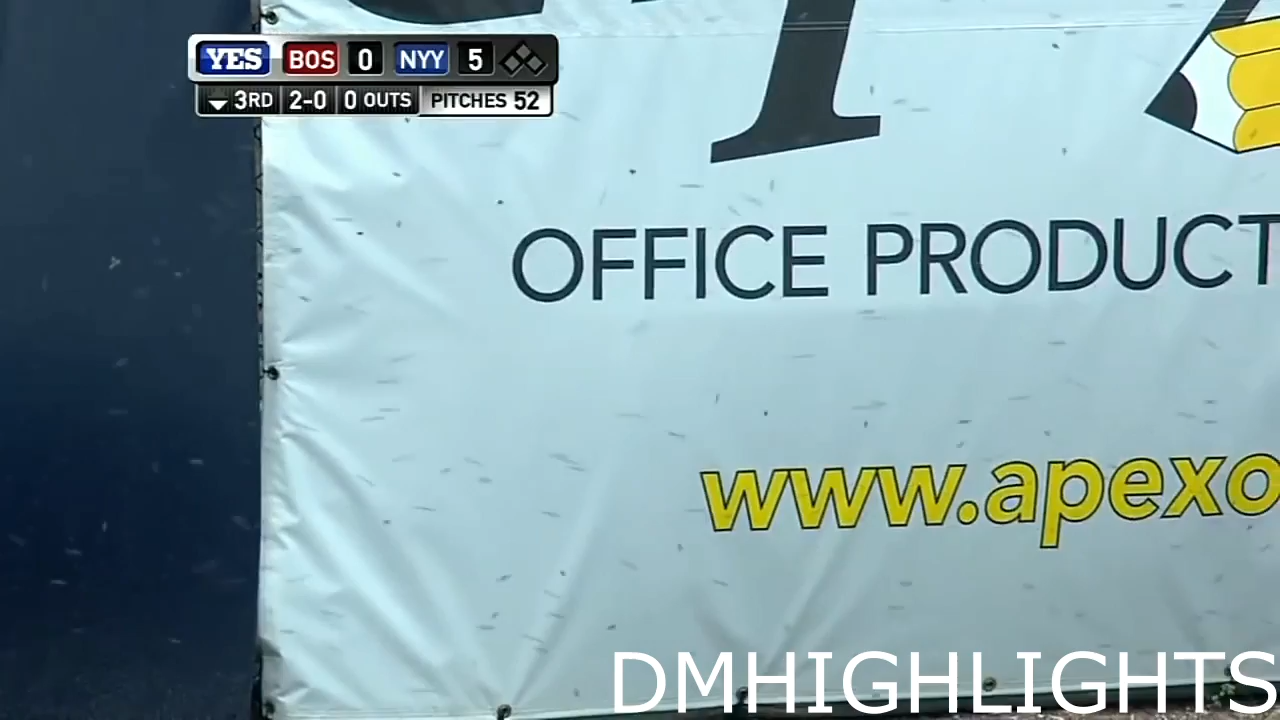 YES BOS 0 NYY 5
3RD 2-0 0 OUTS PITCHES 52
OFFICE PRODUCT
www.apexo
DMHIGHLIGHTS